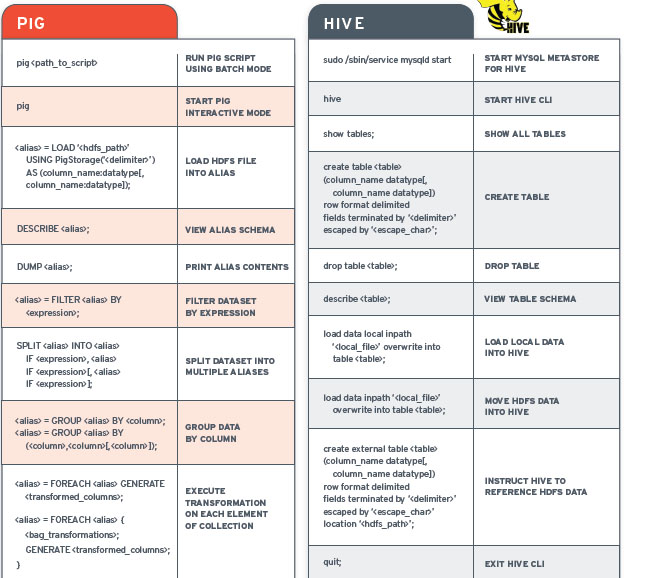 PIG
pig <path_to_script>
RUN PIG SCRIPT
USING BATCH MODE
pig
START PIG
INTERACTIVE MODE
<alias> = LOAD '<hdfs_path>'
USING PigStorage('<delimiter>')
AS (column_name:datatype[,
column_name:datatype]);
LOAD HDFS FILE
INTO ALIAS
DESCRIBE <alias>;
VIEW ALIAS SCHEMA
DUMP <alias>;
PRINT ALIAS CONTENTS
<alias> = FILTER <alias> BY
<expression>;
FILTER DATASET
BY EXPRESSION
SPLIT <alias> INTO <alias>
IF <expression>, <alias>
IF <expression>[, <alias>
IF <expression>];
SPLIT DATASET INTO
MULTIPLE ALIASES
<alias> = GROUP <alias> BY <column>;
<alias> = GROUP <alias> BY
(<column>,<column>[,<column>]);
GROUP DATA
BY COLUMN
<alias> = FOREACH <alias> GENERATE
<transformed_columns>;
<alias> = FOREACH <alias> {
<bag_transformations>;
GENERATE <transformed_columns>;
}
EXECUTE
TRANSFORMATION
ON EACH ELEMENT
OF COLLECTION
HIVE
HIVE
sudo /sbin/service mysqld start
START MYSQL METASTORE
FOR HIVE
hive
START HIVE CLI
show tables;
SHOW ALL TABLES
create table <table>
(column_name datatype[,
column_name datatype])
row format delimited
fields terminated by '<delimiter>'
escaped by '<escape_char>';
CREATE TABLE
drop table <table>;
DROP TABLE
describe <table>;
VIEW TABLE SCHEMA
load data local inpath
'<local_file>' overwrite into
table <table>;
LOAD LOCAL DATA
INTO HIVE
load data inpath '<local_file>'
overwrite into table <table>;
MOVE HDFS DATA
INTO HIVE
create external table <table>
(column_name datatype[,
column_name datatype])
row format delimited
fields terminated by '<delimiter>'
escaped by '<escape_char>'
location '<hdfs_path>';
INSTRUCT HIVE TO
REFERENCE HDFS DATA
quit;
EXIT HIVE CLI